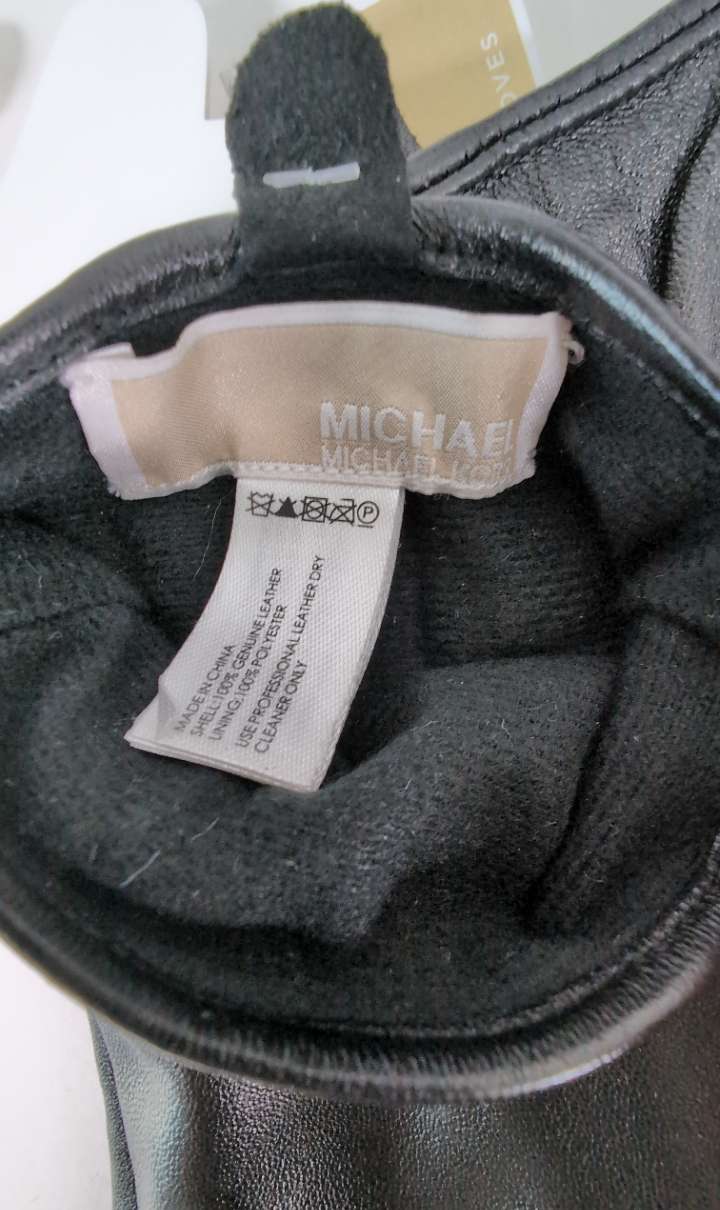 OVES
MICHAEL
MICHAEL KORS
P
MADE IN CHINA
SHELL:100% GENUINE LEATHER
LINING:100% POLYESTER
USE PROFESSIONAL LEATHER DRY
CLEANER ONLY